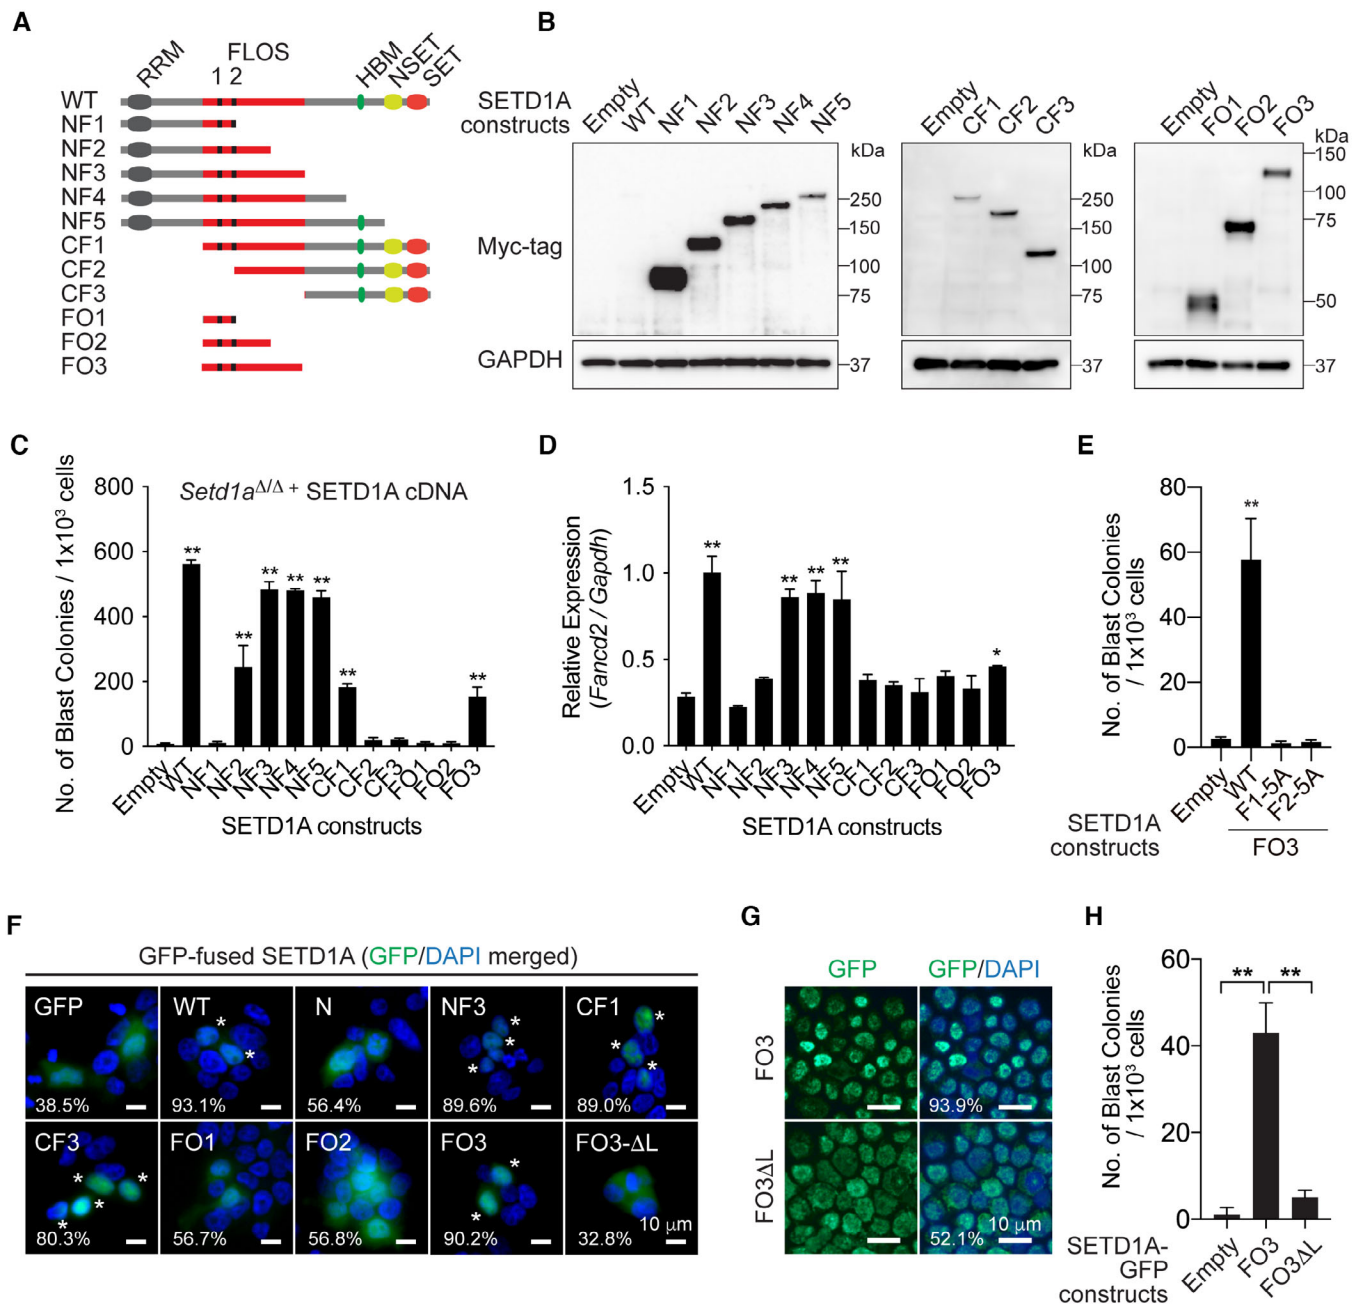 A
RRM
FLOS
1 2
HBM
NSET
SET
WT
NF1
NF2
NF3
NF4
NF5
CF1
CF2
CF3
FO1
FO2
FO3
B
SETD1A
constructs
Empty
WT
NF1
NF2
NF3
NF4
NF5
kDa
250
150
100
75
Myc-tag
GAPDH
37
Empty
CF1
CF2
CF3
kDa
250
150
100
75
37
Empty
FO1
FO2
FO3
kDa
150
100
75
50
37
C
No. of Blast Colonies / 1x10³ cells
Setd1aΔ/Δ + SETD1A cDNA
800
600
400
200
0
**
**
**
**
**
**
**
Empty
WT
NF1
NF2
NF3
NF4
NF5
CF1
CF2
CF3
FO1
FO2
FO3
SETD1A constructs
D
Relative Expression
(Fancd2 / Gapdh)
1.5
1.0
0.5
0.0
**
**
**
**
*
Empty
WT
NF1
NF2
NF3
NF4
NF5
CF1
CF2
CF3
FO1
FO2
FO3
SETD1A constructs
E
No. of Blast Colonies
/ 1x10³ cells
80
60
40
20
0
**
Empty
WT
F1-5A
F2-5A
SETD1A
constructs
FO3
F
GFP-fused SETD1A (GFP/DAPI merged)
GFP
38.5%
WT
*
*
93.1%
N
56.4%
NF3
*
*
*
89.6%
CF1
*
*
*
89.0%
CF3
*
*
*
*
80.3%
FO1
56.7%
FO2
56.8%
FO3
*
*
90.2%
FO3-ΔL
10 μm
32.8%
G
GFP
GFP/DAPI
FO3
93.9%
FO3ΔL
10 μm
52.1%
H
No. of Blast Colonies
/ 1x10³ cells
60
40
20
0
**
**
Empty
FO3
FO3ΔL
SETD1A-
GFP
constructs